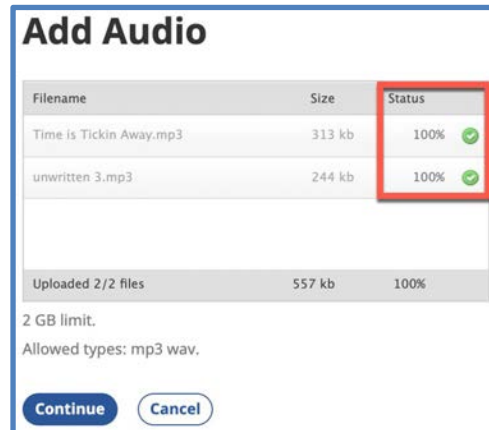 Add Audio
Filename Size Status
Time is Tickin Away.mp3 313 kb 100%
unwritten 3.mp3 244 kb 100%
Uploaded 2/2 files 557 kb 100%
2 GB limit.
Allowed types: mp3 wav.
Continue Cancel